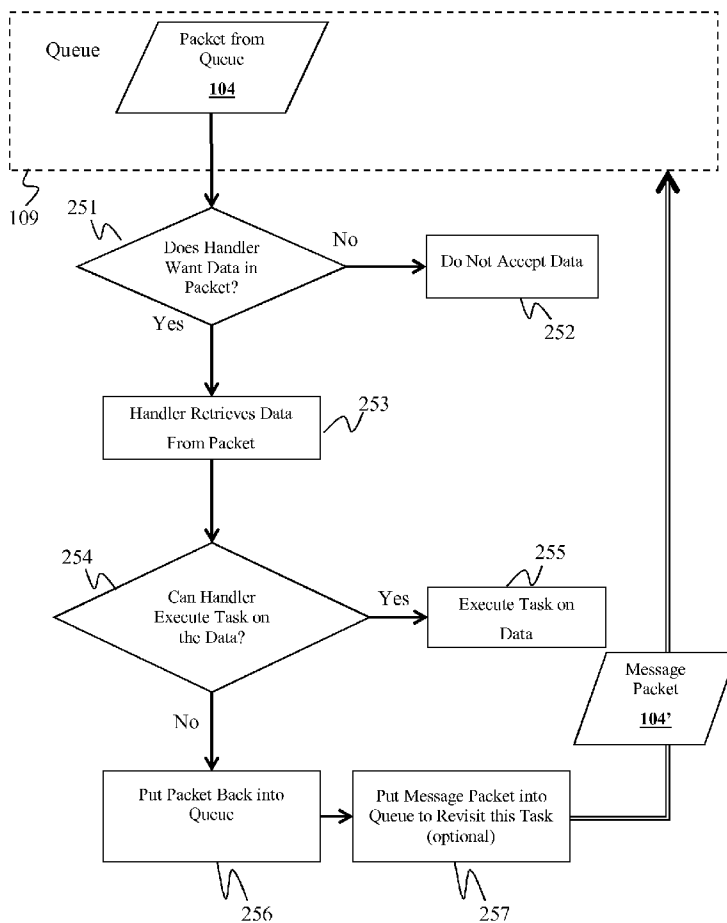 Queue
Packet from
Queue
104
109
251
Does Handler
Want Data in
Packet?
No
Do Not Accept Data
252
Yes
Handler Retrieves Data
From Packet
253
254
Can Handler
Execute Task on
the Data?
Yes
255
Execute Task on
Data
Message
Packet
104'
No
Put Packet Back into
Queue
Put Message Packet into
Queue to Revisit this Task
(optional)
256
257